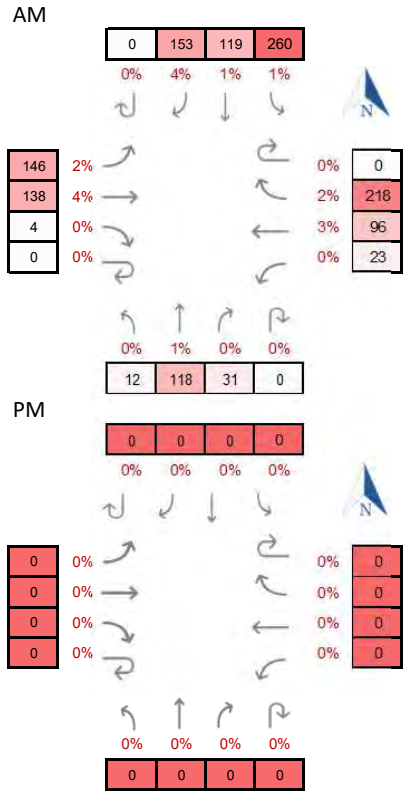 AM
0 153 119 260
0% 4% 1% 1%
N
146 2% 0% 0
138 4% 2% 218
4 0% 3% 96
0 0% 0% 23
0% 1% 0% 0%
12 118 31 0
PM
0 0 0 0
0% 0% 0% 0%
N
0 0% 0% 0
0 0% 0% 0
0 0% 0% 0
0 0% 0% 0
0% 0% 0% 0%
0 0 0 0